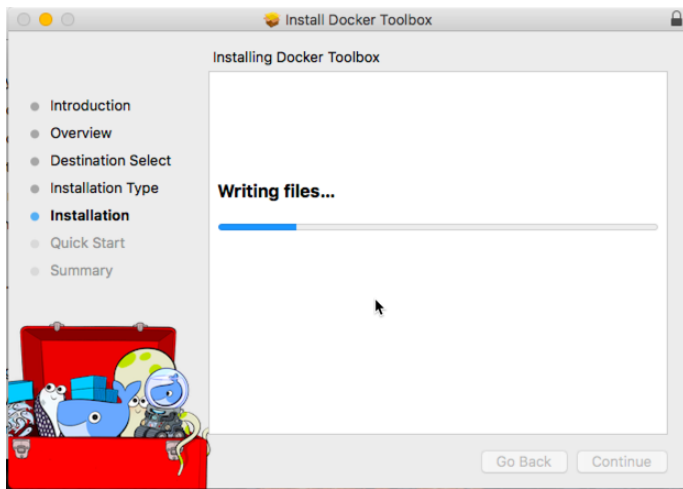 Install Docker Toolbox
Installing Docker Toolbox
Introduction
Overview
Destination Select
Installation Type
Installation
Quick Start
Summary
Writing files...
Go Back
Continue